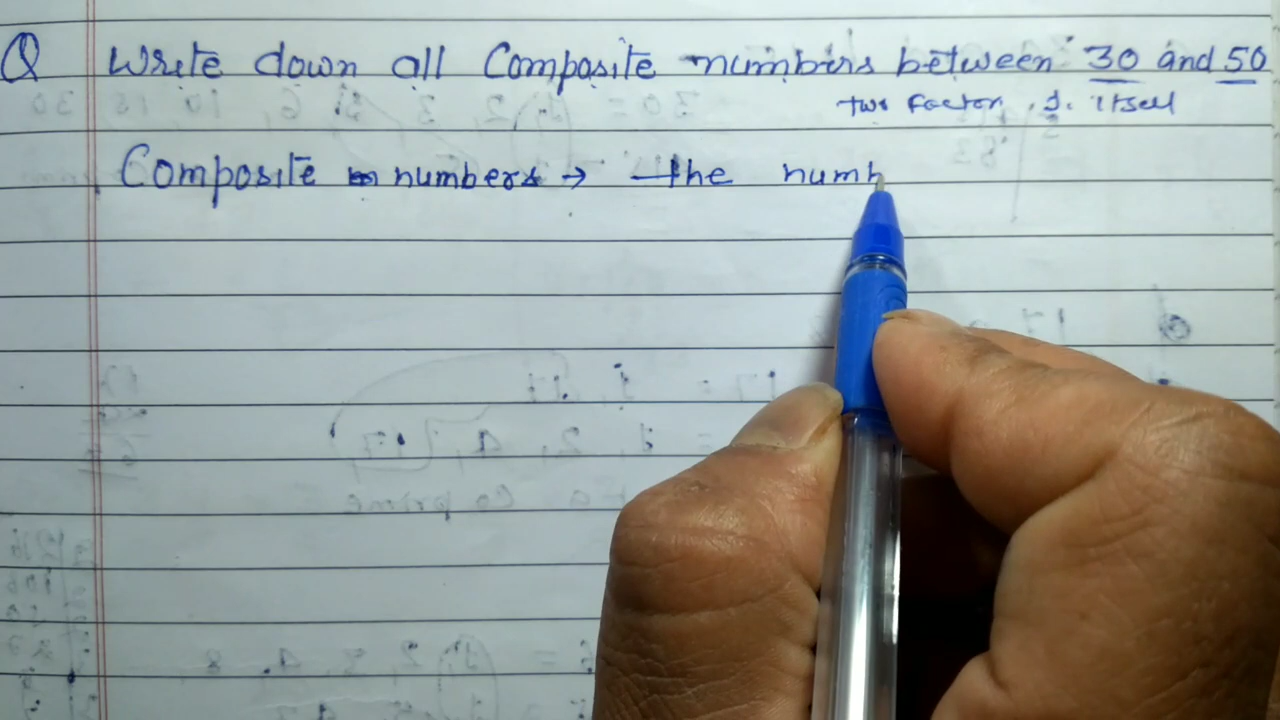 Q Write down all Composite numbers between 30 and 50
two factor, 1, itself
Composite numbers → the numb